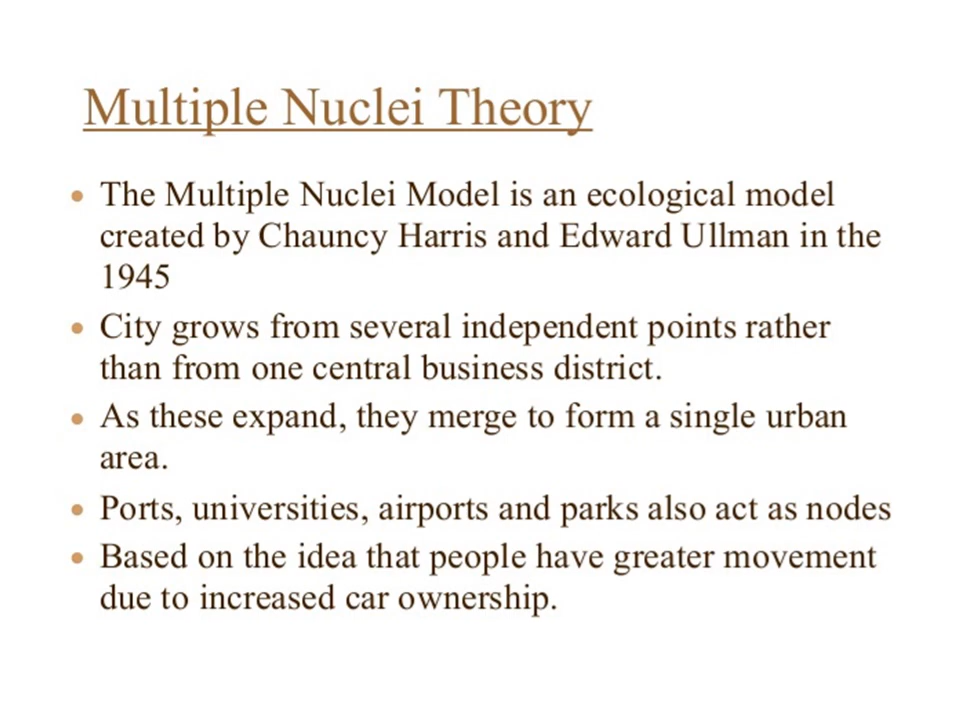 Multiple Nuclei Theory
• The Multiple Nuclei Model is an ecological model
created by Chauncy Harris and Edward Ullman in the
1945
• City grows from several independent points rather
than from one central business district.
• As these expand, they merge to form a single urban
area.
• Ports, universities, airports and parks also act as nodes
• Based on the idea that people have greater movement
due to increased car ownership.